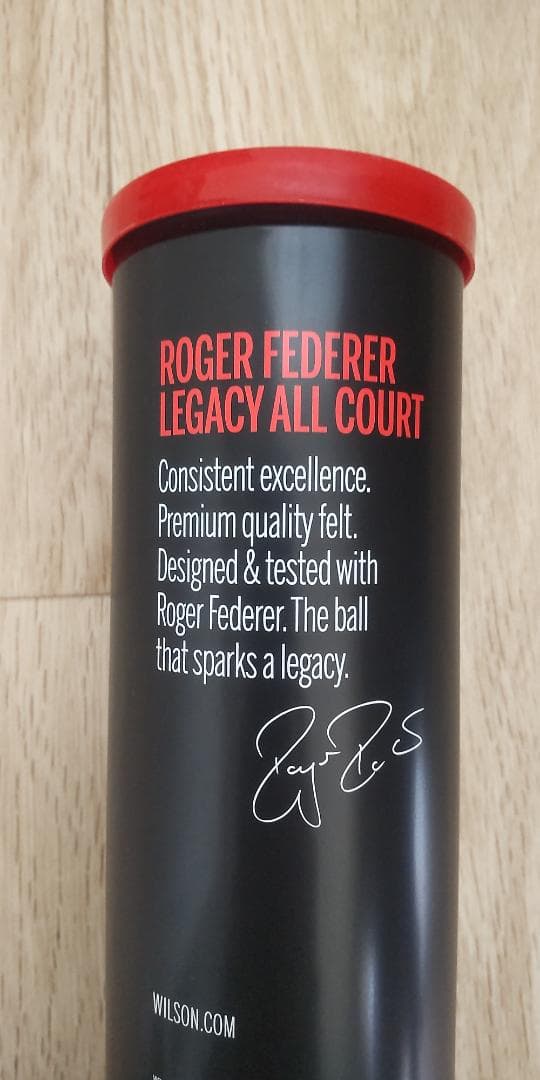 ROGER FEDERER
LEGACY ALL COURT
Consistent excellence.
Premium quality felt.
Designed & tested with
Roger Federer. The ball
that sparks a legacy.
WILSON.COM